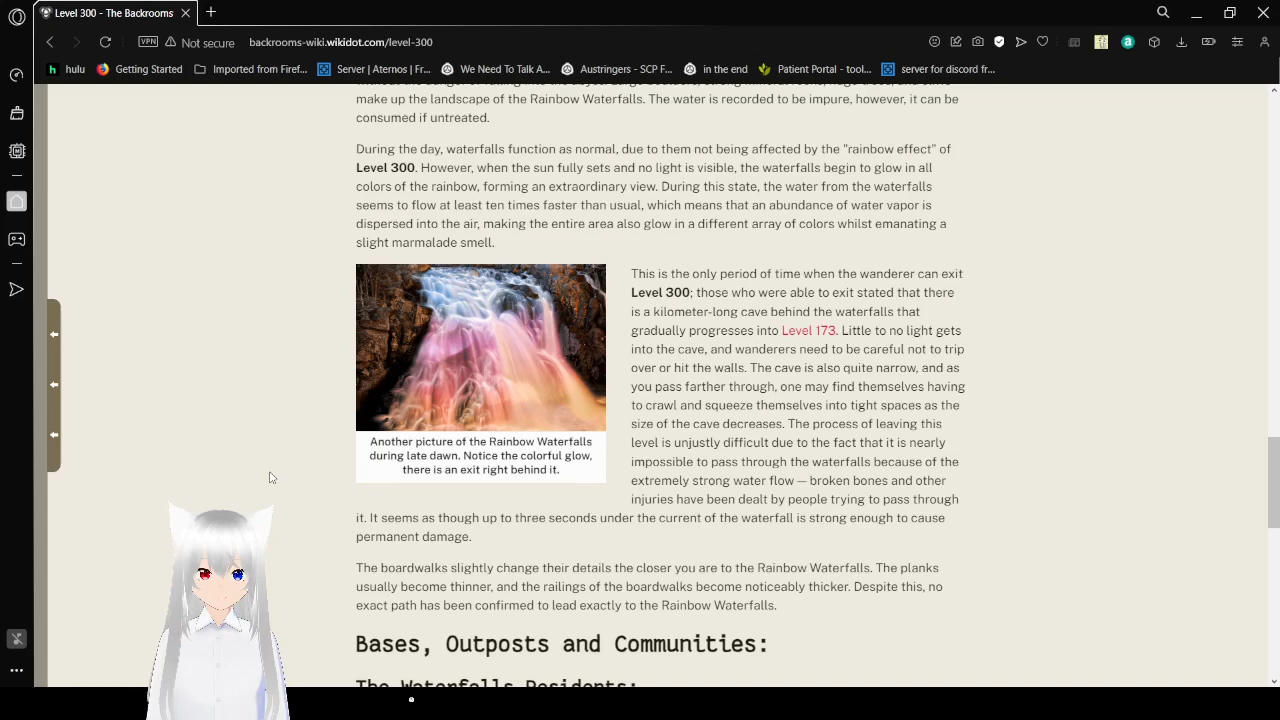 Level 300 - The Backrooms
VPN
Not secure
backrooms-wiki.wikidot.com/level-300
hulu
Getting Started
Imported from Firef...
Server | Aternos | Fr...
We Need To Talk A...
Austringers - SCP F...
in the end
Patient Portal - tool...
server for discord fr...
make up the landscape of the Rainbow Waterfalls. The water is recorded to be impure, however, it can be
consumed if untreated.
During the day, waterfalls function as normal, due to them not being affected by the "rainbow effect" of
Level 300. However, when the sun fully sets and no light is visible, the waterfalls begin to glow in all
colors of the rainbow, forming an extraordinary view. During this state, the water from the waterfalls
seems to flow at least ten times faster than usual, which means that an abundance of water vapor is
dispersed into the air, making the entire area also glow in a different array of colors whilst emanating a
slight marmalade smell.
Another picture of the Rainbow Waterfalls
during late dawn. Notice the colorful glow,
there is an exit right behind it.
This is the only period of time when the wanderer can exit
Level 300; those who were able to exit stated that there
is a kilometer-long cave behind the waterfalls that
gradually progresses into Level 173. Little to no light gets
into the cave, and wanderers need to be careful not to trip
over or hit the walls. The cave is also quite narrow, and as
you pass farther through, one may find themselves having
to crawl and squeeze themselves into tight spaces as the
size of the cave decreases. The process of leaving this
level is unjustly difficult due to the fact that it is nearly
impossible to pass through the waterfalls because of the
extremely strong water flow — broken bones and other
injuries have been dealt by people trying to pass through
it. It seems as though up to three seconds under the current of the waterfall is strong enough to cause
permanent damage.
The boardwalks slightly change their details the closer you are to the Rainbow Waterfalls. The planks
usually become thinner, and the railings of the boardwalks become noticeably thicker. Despite this, no
exact path has been confirmed to lead exactly to the Rainbow Waterfalls.
Bases, Outposts and Communities:
The Waterfalls Residents: